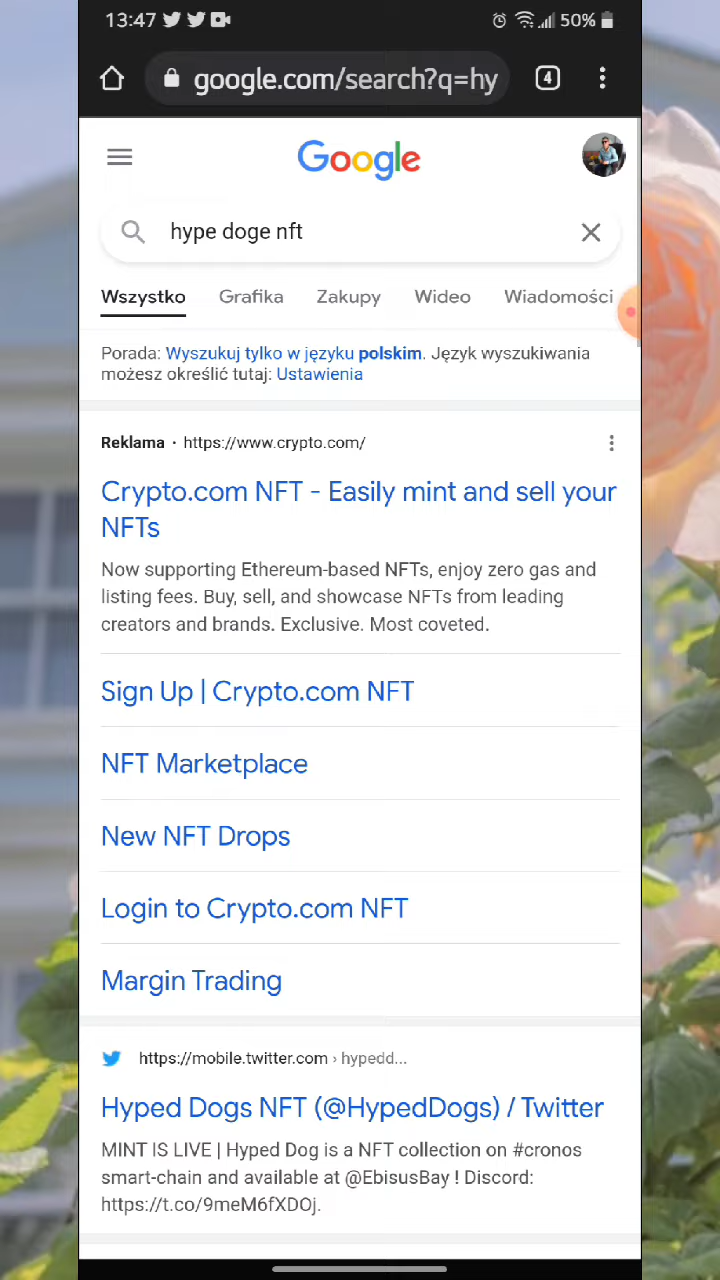 13:47 50%
google.com/search?q=hy 4
Google
hype doge nft
Wszystko Grafika Zakupy Wideo Wiadomości
Porada: Wyszukuj tylko w języku polskim. Język wyszukiwania
możesz określić tutaj: Ustawienia
Reklama · https://www.crypto.com/
Crypto.com NFT - Easily mint and sell your
NFTs
Now supporting Ethereum-based NFTs, enjoy zero gas and
listing fees. Buy, sell, and showcase NFTs from leading
creators and brands. Exclusive. Most coveted.
Sign Up | Crypto.com NFT
NFT Marketplace
New NFT Drops
Login to Crypto.com NFT
Margin Trading
https://mobile.twitter.com › hypedd...
Hyped Dogs NFT (@HypedDogs) / Twitter
MINT IS LIVE | Hyped Dog is a NFT collection on #cronos
smart-chain and available at @EbisusBay ! Discord:
https://t.co/9meM6fXDOj.